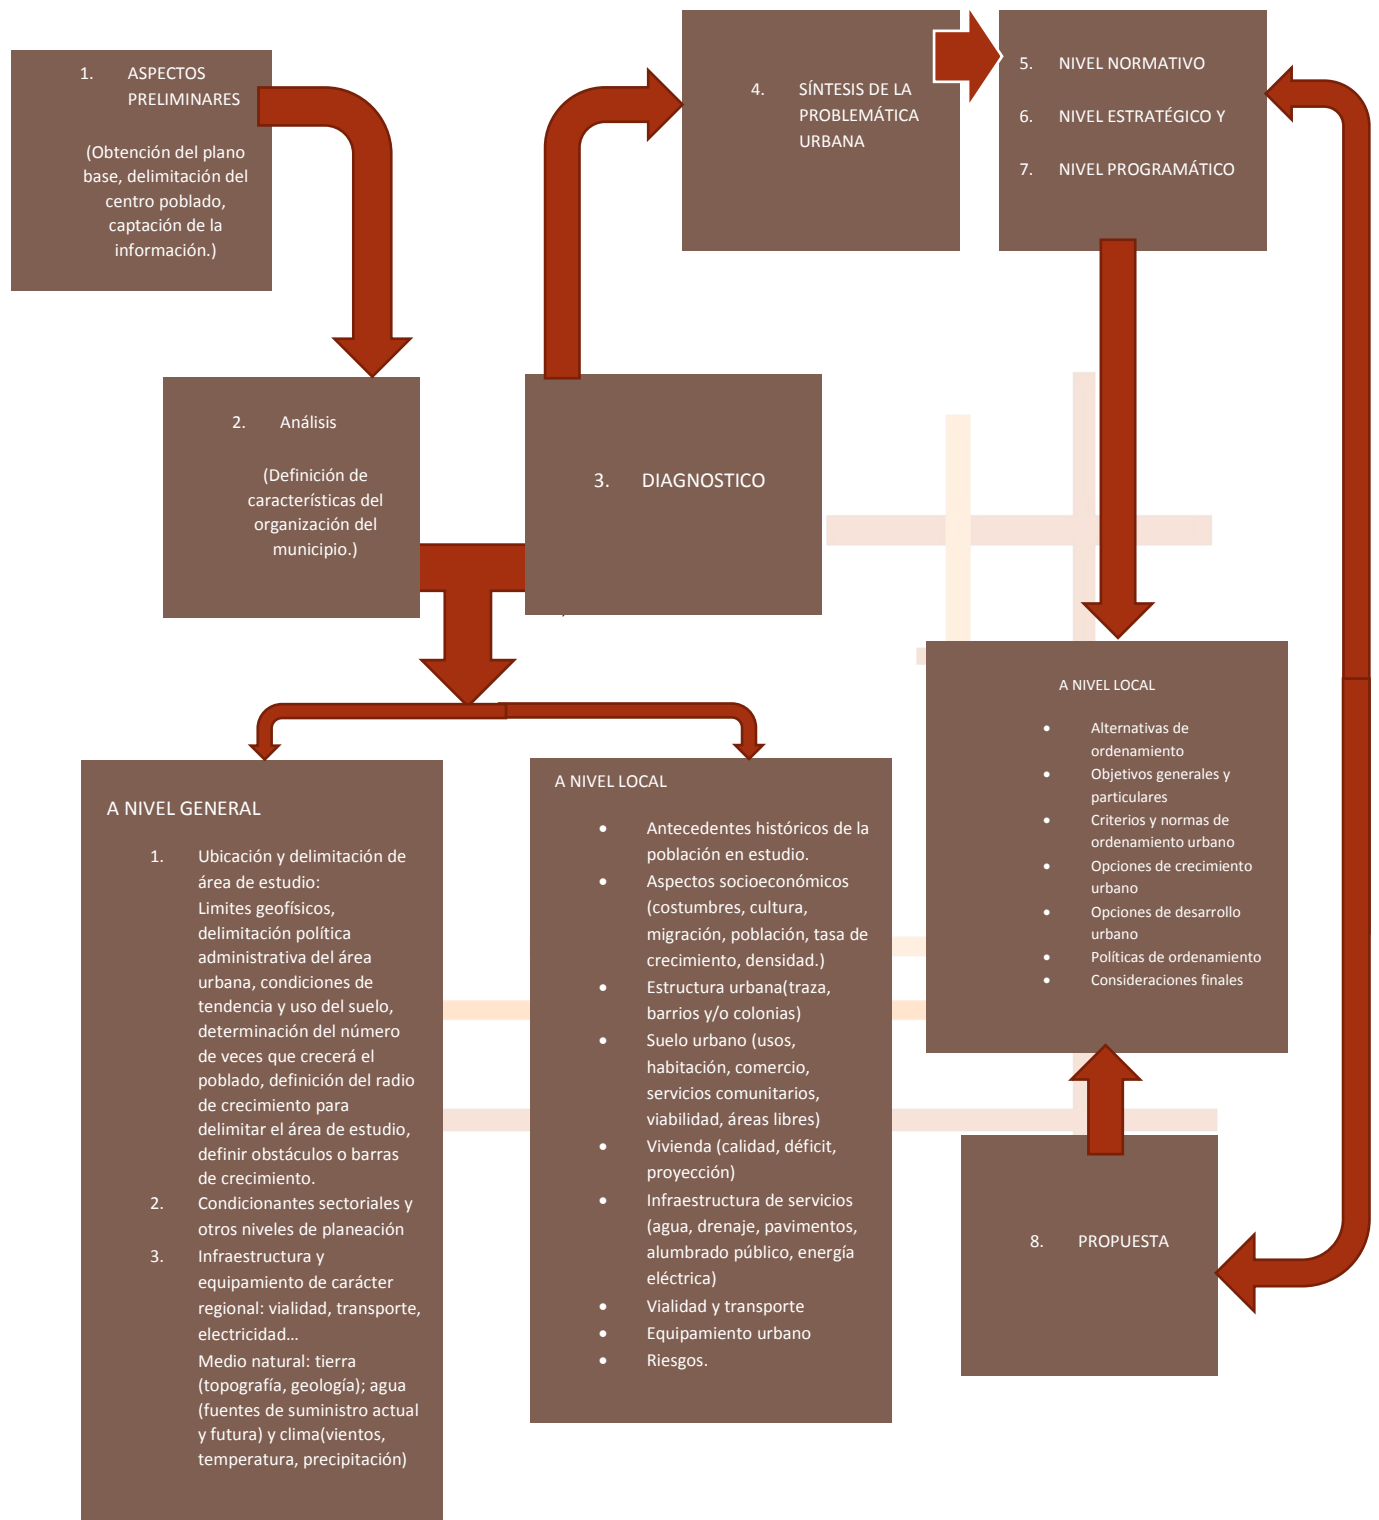 1. ASPECTOS
PRELIMINARES
(Obtención del plano
base, delimitación del
centro poblado,
captación de la
información.)
2. Análisis
(Definición de
características del
organización del
municipio.)
3. DIAGNOSTICO
4. SÍNTESIS DE LA
PROBLEMÁTICA
URBANA
5. NIVEL NORMATIVO
6. NIVEL ESTRATÉGICO Y
7. NIVEL PROGRAMÁTICO
A NIVEL GENERAL
1. Ubicación y delimitación de
área de estudio:
Limites geofísicos,
delimitación política
administrativa del área
urbana, condiciones de
tendencia y uso del suelo,
determinación del número
de veces que crecerá el
poblado, definición del radio
de crecimiento para
delimitar el área de estudio,
definir obstáculos o barras
de crecimiento.
2. Condicionantes sectoriales y
otros niveles de planeación
3. Infraestructura y
equipamiento de carácter
regional: vialidad, transporte,
electricidad…
Medio natural: tierra
(topografía, geología); agua
(fuentes de suministro actual
y futura) y clima(vientos,
temperatura, precipitación)
A NIVEL LOCAL
• Antecedentes históricos de la
población en estudio.
• Aspectos socioeconómicos
(costumbres, cultura,
migración, población, tasa de
crecimiento, densidad.)
• Estructura urbana(traza,
barrios y/o colonias)
• Suelo urbano (usos,
habitación, comercio,
servicios comunitarios,
viabilidad, áreas libres)
• Vivienda (calidad, déficit,
proyección)
• Infraestructura de servicios
(agua, drenaje, pavimentos,
alumbrado público, energía
eléctrica)
• Vialidad y transporte
• Equipamiento urbano
• Riesgos.
A NIVEL LOCAL
• Alternativas de
ordenamiento
• Objetivos generales y
particulares
• Criterios y normas de
ordenamiento urbano
• Opciones de crecimiento
urbano
• Opciones de desarrollo
urbano
• Políticas de ordenamiento
• Consideraciones finales
8. PROPUESTA